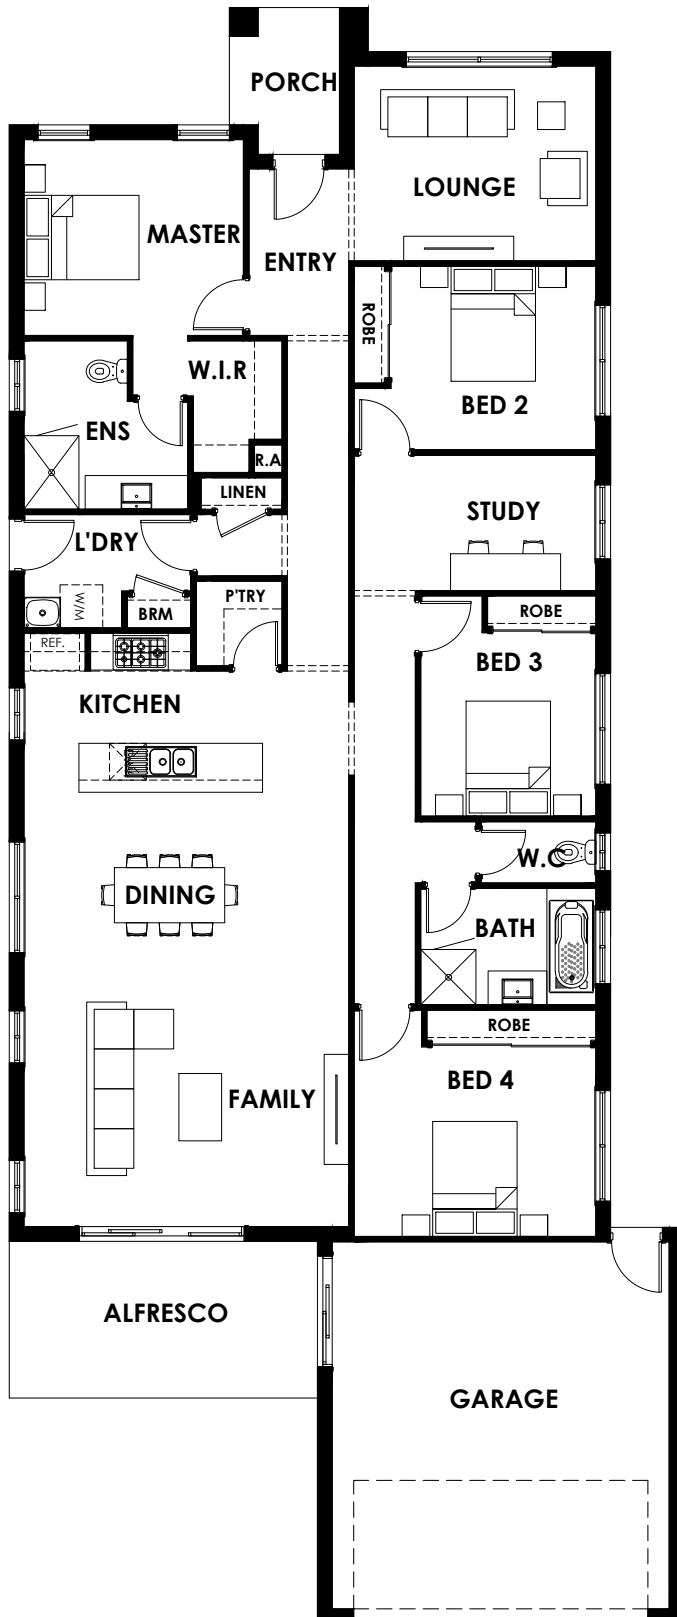 PORCH
LOUNGE
MASTER
ENTRY
ROBE
W.I.R
BED 2
ENS
R.A
LINEN
STUDY
L'DRY
P'TRY
W/M
BRM
ROBE
REF.
BED 3
KITCHEN
W.C
DINING
BATH
ROBE
BED 4
FAMILY
ALFRESCO
GARAGE